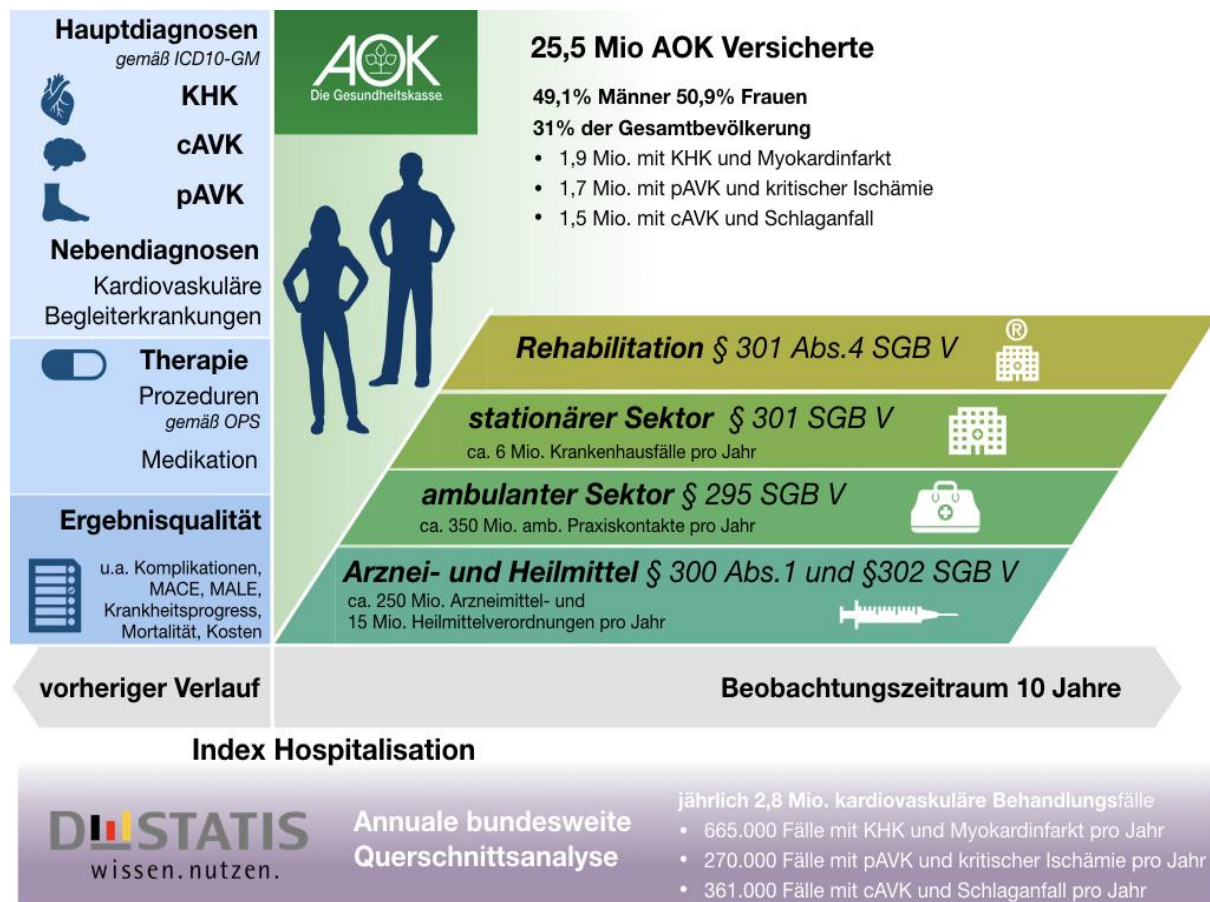 Hauptdiagnosen
gemäß ICD10-GM
KHK
cAVK
pAVK
Nebendiagnosen
Kardiovaskuläre
Begleiterkrankungen
Therapie
Prozeduren
gemäß OPS
Medikation
Ergebnisqualität
u.a. Komplikationen,
MACE, MALE,
Krankheitsprogress,
Mortalität, Kosten
AOK
Die Gesundheitskasse.
25,5 Mio AOK Versicherte
49,1% Männer 50,9% Frauen
31% der Gesamtbevölkerung
• 1,9 Mio. mit KHK und Myokardinfarkt
• 1,7 Mio. mit pAVK und kritischer Ischämie
• 1,5 Mio. mit cAVK und Schlaganfall
Rehabilitation § 301 Abs.4 SGB V
®
stationärer Sektor § 301 SGB V
ca. 6 Mio. Krankenhausfälle pro Jahr
ambulanter Sektor § 295 SGB V
ca. 350 Mio. amb. Praxiskontakte pro Jahr
Arznei- und Heilmittel § 300 Abs.1 und §302 SGB V
ca. 250 Mio. Arzneimittel- und
15 Mio. Heilmittelverordnungen pro Jahr
vorheriger Verlauf
Beobachtungszeitraum 10 Jahre
Index Hospitalisation
DESTATIS
wissen.nutzen.
Annuale bundesweite
Querschnittsanalyse
jährlich 2,8 Mio. kardiovaskuläre Behandlungsfälle
• 665.000 Fälle mit KHK und Myokardinfarkt pro Jahr
• 270.000 Fälle mit pAVK und kritischer Ischämie pro Jahr
• 361.000 Fälle mit cAVK und Schlaganfall pro Jahr